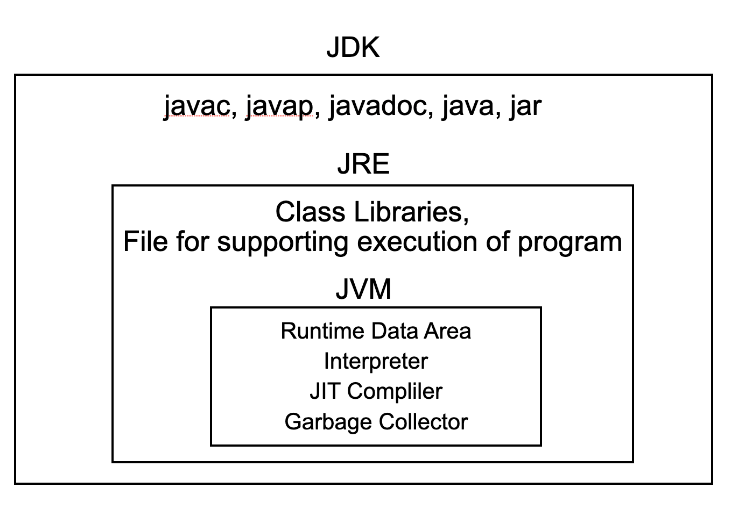 JDK
javac, javap, javadoc, java, jar
JRE
Class Libraries,
File for supporting execution of program
JVM
Runtime Data Area
Interpreter
JIT Compliler
Garbage Collector